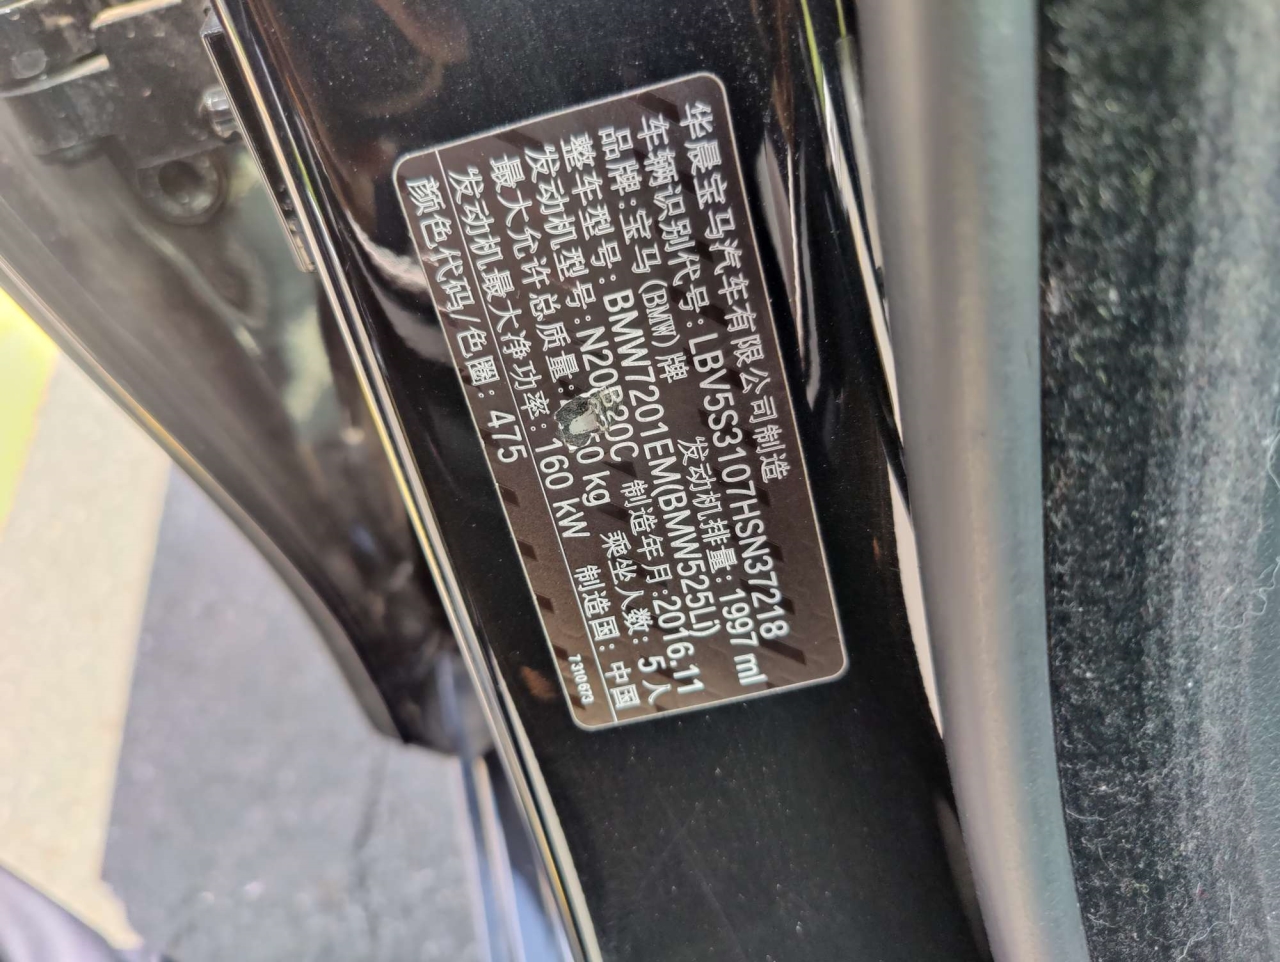 华晨宝马汽车有限公司制造
车辆识别代号：LBV5S3107HSN37218
品牌：宝马(BMW)牌 发动机排量：1997 ml
整车型号：BMW7201EM(BMW525Li)
发动机型号：N20B20C 制造年月：2016.11
最大允许总质量： kg 乘坐人数：5人
发动机最大净功率：160 kW 制造国：中国
颜色代码/色圈：475
7310673